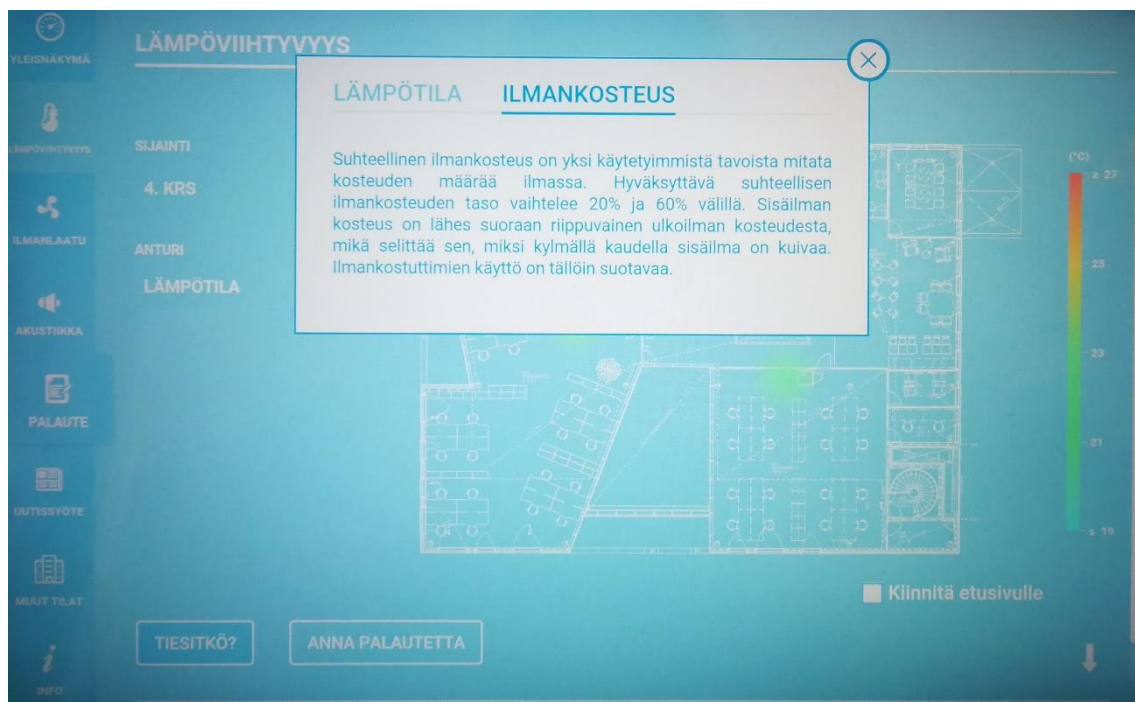 YLEISNÄKYMÄ
LÄMPÖVIIHTYVYYS
ILMANLAATU
AKUSTIIKKA
PALAUTE
UUTISSYÖTE
MUUT TILAT
INFO
LÄMPÖVIIHTYVYYS
SIJAINTI
4. KRS
ANTURI
LÄMPÖTILA
LÄMPÖTILA ILMANKOSTEUS
Suhteellinen ilmankosteus on yksi käytetyimmistä tavoista mitata
kosteuden määrää ilmassa. Hyväksyttävä suhteellisen
ilmankosteuden taso vaihtelee 20% ja 60% välillä. Sisäilman
kosteus on lähes suoraan riippuvainen ulkoilman kosteudesta,
mikä selittää sen, miksi kylmällä kaudella sisäilma on kuivaa.
Ilmankostuttimien käyttö on tällöin suotavaa.
(°C)
≥ 27
25
23
21
≤ 19
Kiinnitä etusivulle
TIESITKÖ?
ANNA PALAUTETTA